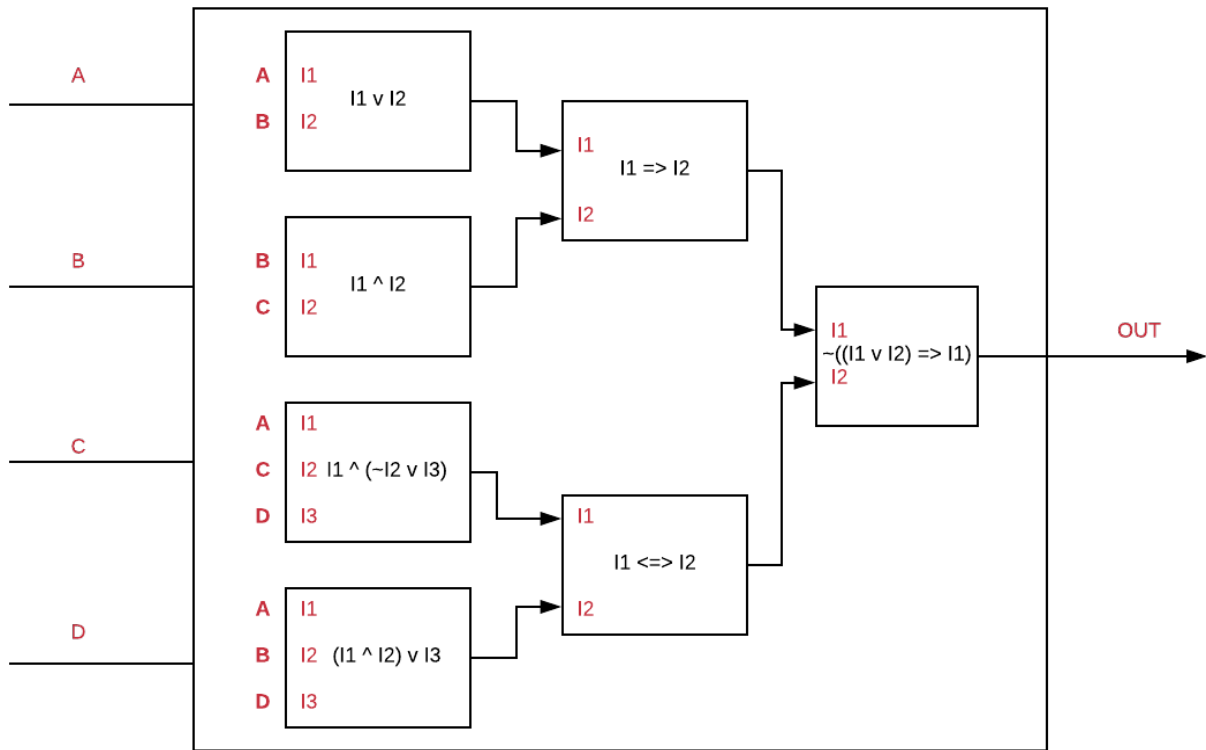 A
B
C
D
A I1
B I2
I1 v I2
B I1
C I2
I1 ^ I2
A I1
C I2 I1 ^ (~I2 v I3)
D I3
A I1
B I2 (I1 ^ I2) v I3
D I3
I1
I1 => I2
I2
I1
I1 <=> I2
I2
I1
~((I1 v I2) => I1)
I2
OUT